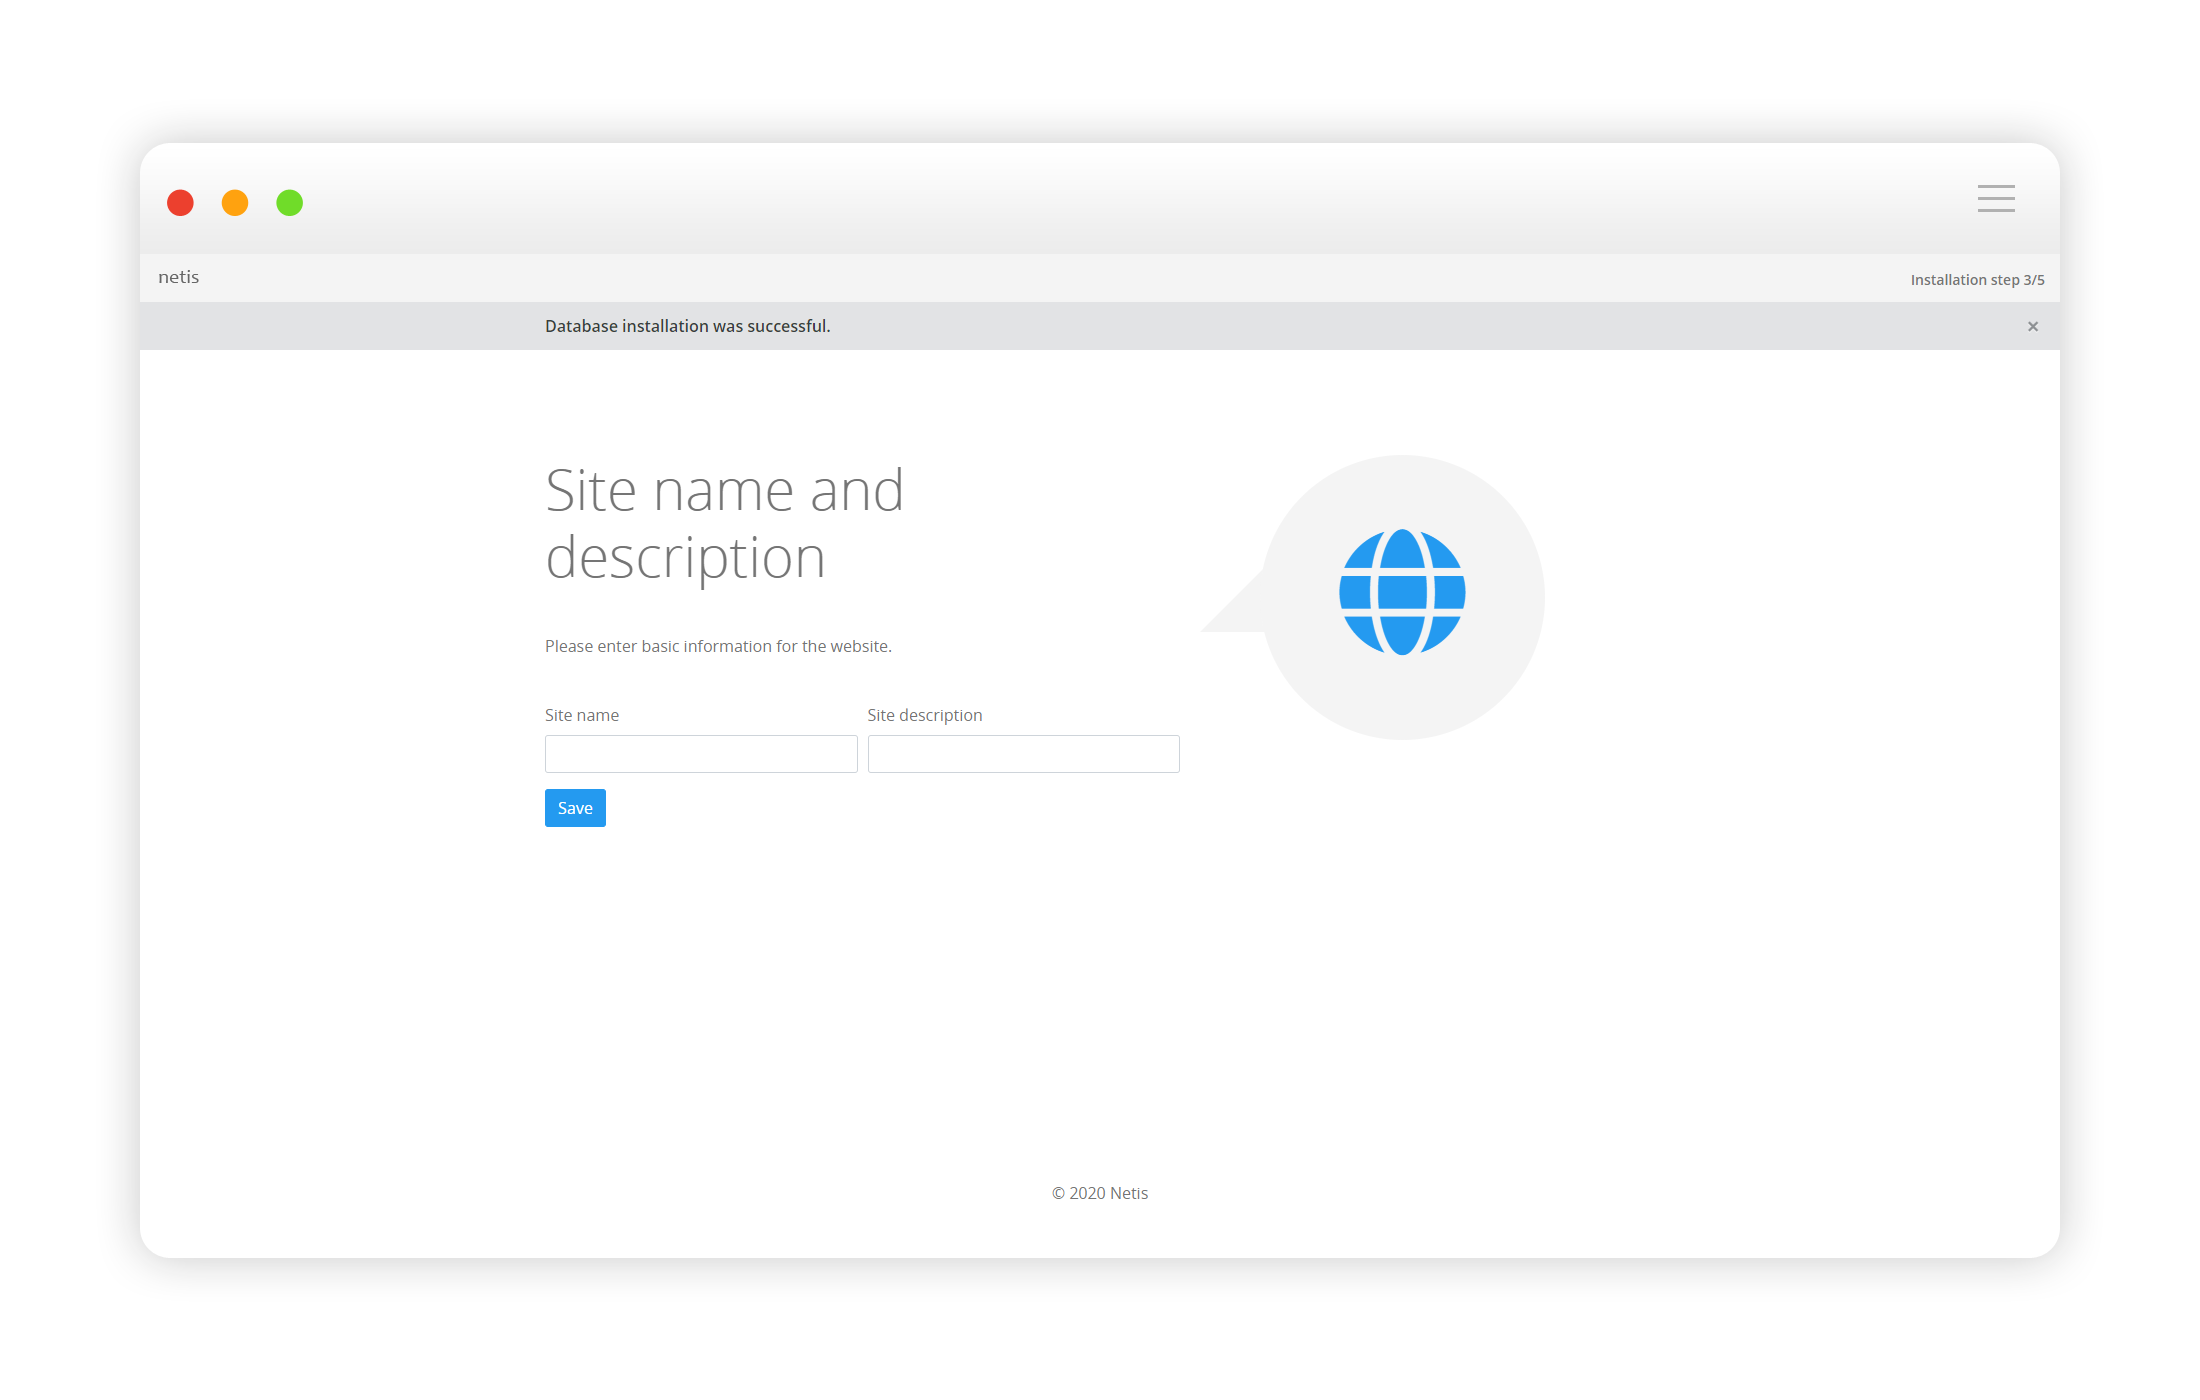 netis
Installation step 3/5
Database installation was successful.
×
Site name and
description
Please enter basic information for the website.
Site name
Site description
Save
© 2020 Netis